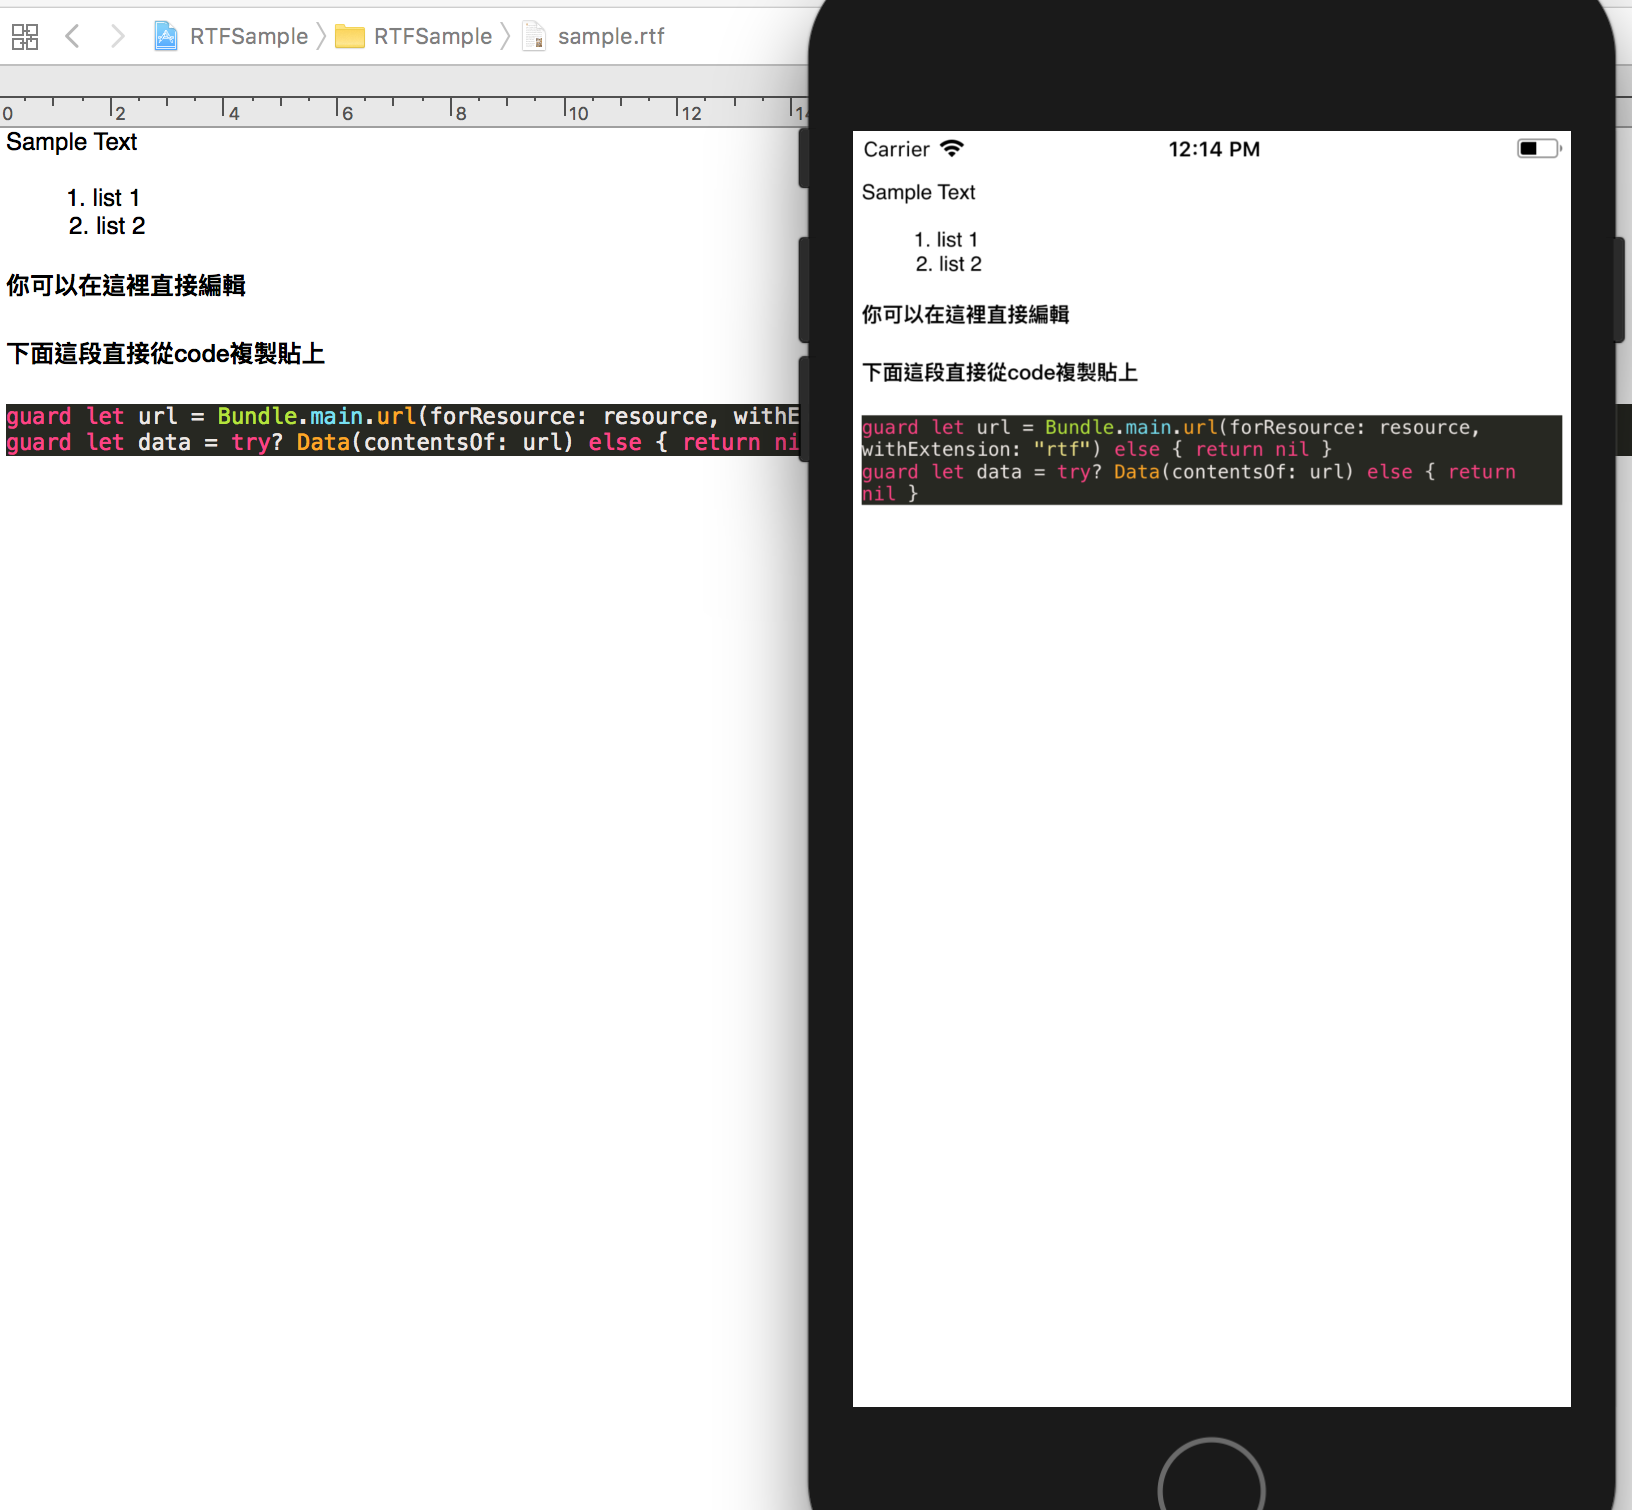 RTFSample RTFSample sample.rtf
0 2 4 6 8 10 12
Sample Text
1. list 1
2. list 2
你可以在這裡直接編輯
下面這段直接從code複製貼上
guard let url = Bundle.main.url(forResource: resource, withE
guard let data = try? Data(contentsOf: url) else { return ni
Carrier 12:14 PM
Sample Text
1. list 1
2. list 2
你可以在這裡直接編輯
下面這段直接從code複製貼上
guard let url = Bundle.main.url(forResource: resource,
withExtension: "rtf") else { return nil }
guard let data = try? Data(contentsOf: url) else { return
nil }